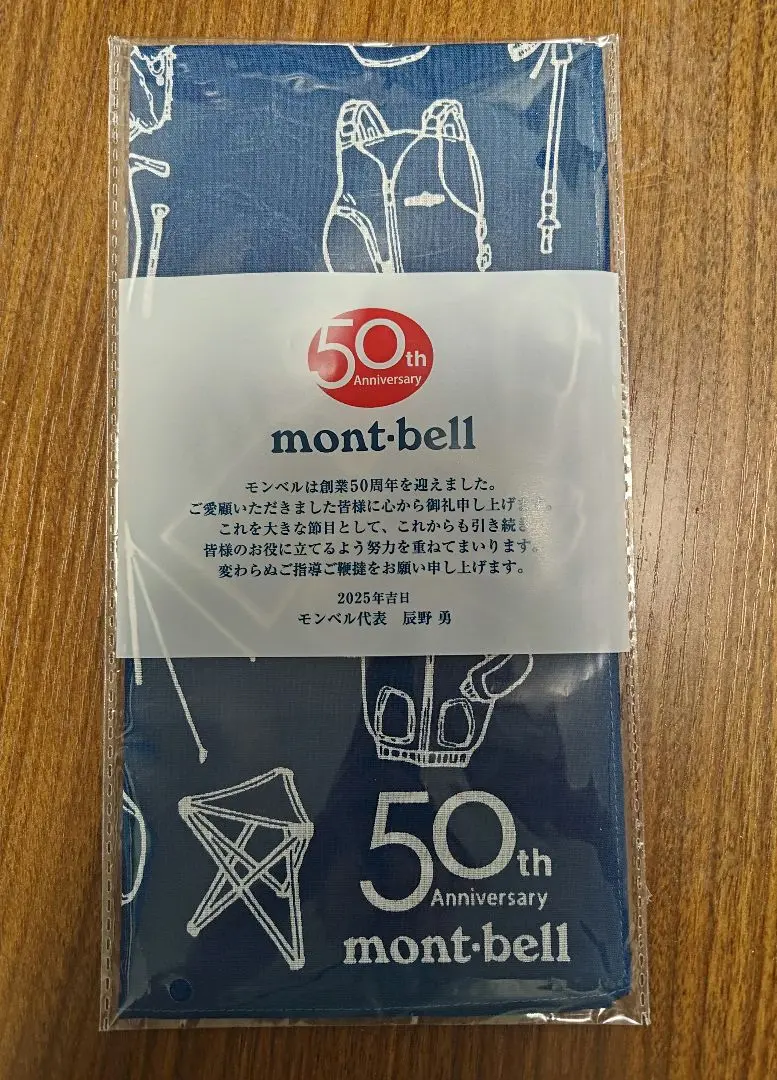 50th
Anniversary
mont·bell
モンベルは創業50周年を迎えました。
ご愛顧いただきました皆様に心から御礼申し上げます。
これを大きな節目として、これからも引き続き
皆様のお役に立てるよう努力を重ねてまいります。
変わらぬご指導ご鞭撻をお願い申し上げます。
2025年吉日
モンベル代表　辰野 勇
50th
Anniversary
mont·bell